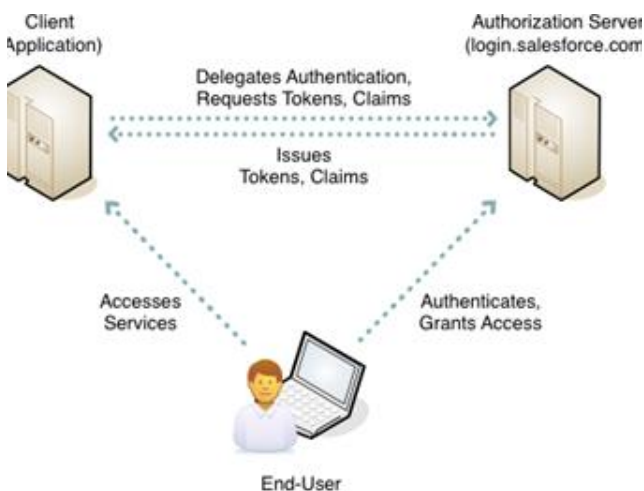 Client
Application)
Authorization Server
(login.salesforce.com
Delegates Authentication,
Requests Tokens, Claims
Issues
Tokens, Claims
Accesses
Services
Authenticates,
Grants Access
End-User